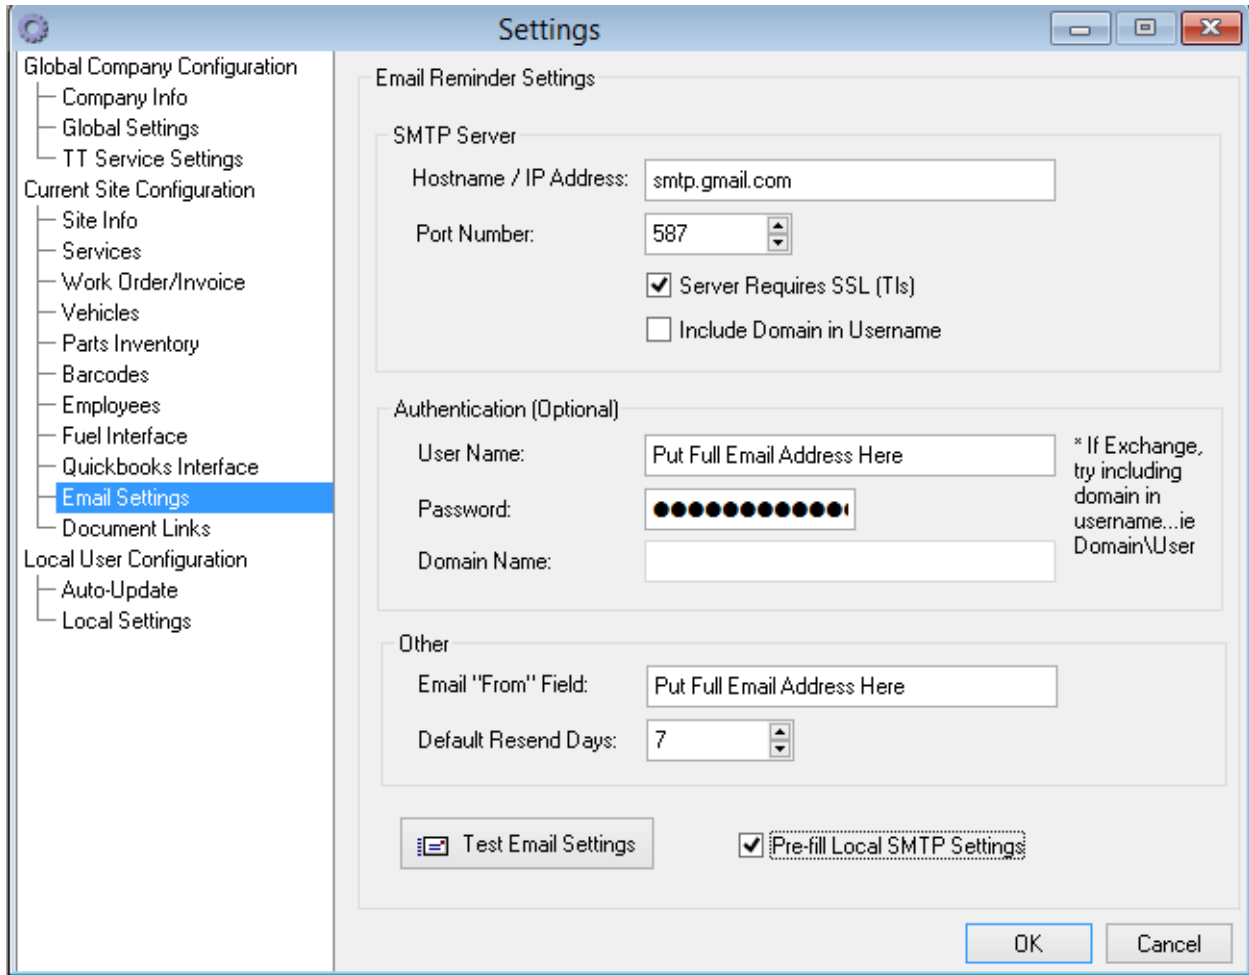 Settings
Global Company Configuration
Company Info
Global Settings
TT Service Settings
Current Site Configuration
Site Info
Services
Work Order/Invoice
Vehicles
Parts Inventory
Barcodes
Employees
Fuel Interface
Quickbooks Interface
Email Settings
Document Links
Local User Configuration
Auto-Update
Local Settings
Email Reminder Settings
SMTP Server
Hostname / IP Address: smtp.gmail.com
Port Number: 587
Server Requires SSL (Tls)
Include Domain in Username
Authentication (Optional)
User Name: Put Full Email Address Here
Password:
Domain Name:
* If Exchange,
try including
domain in
username...ie
Domain\User
Other
Email "From" Field: Put Full Email Address Here
Default Resend Days: 7
Test Email Settings
Pre-fill Local SMTP Settings
OK Cancel